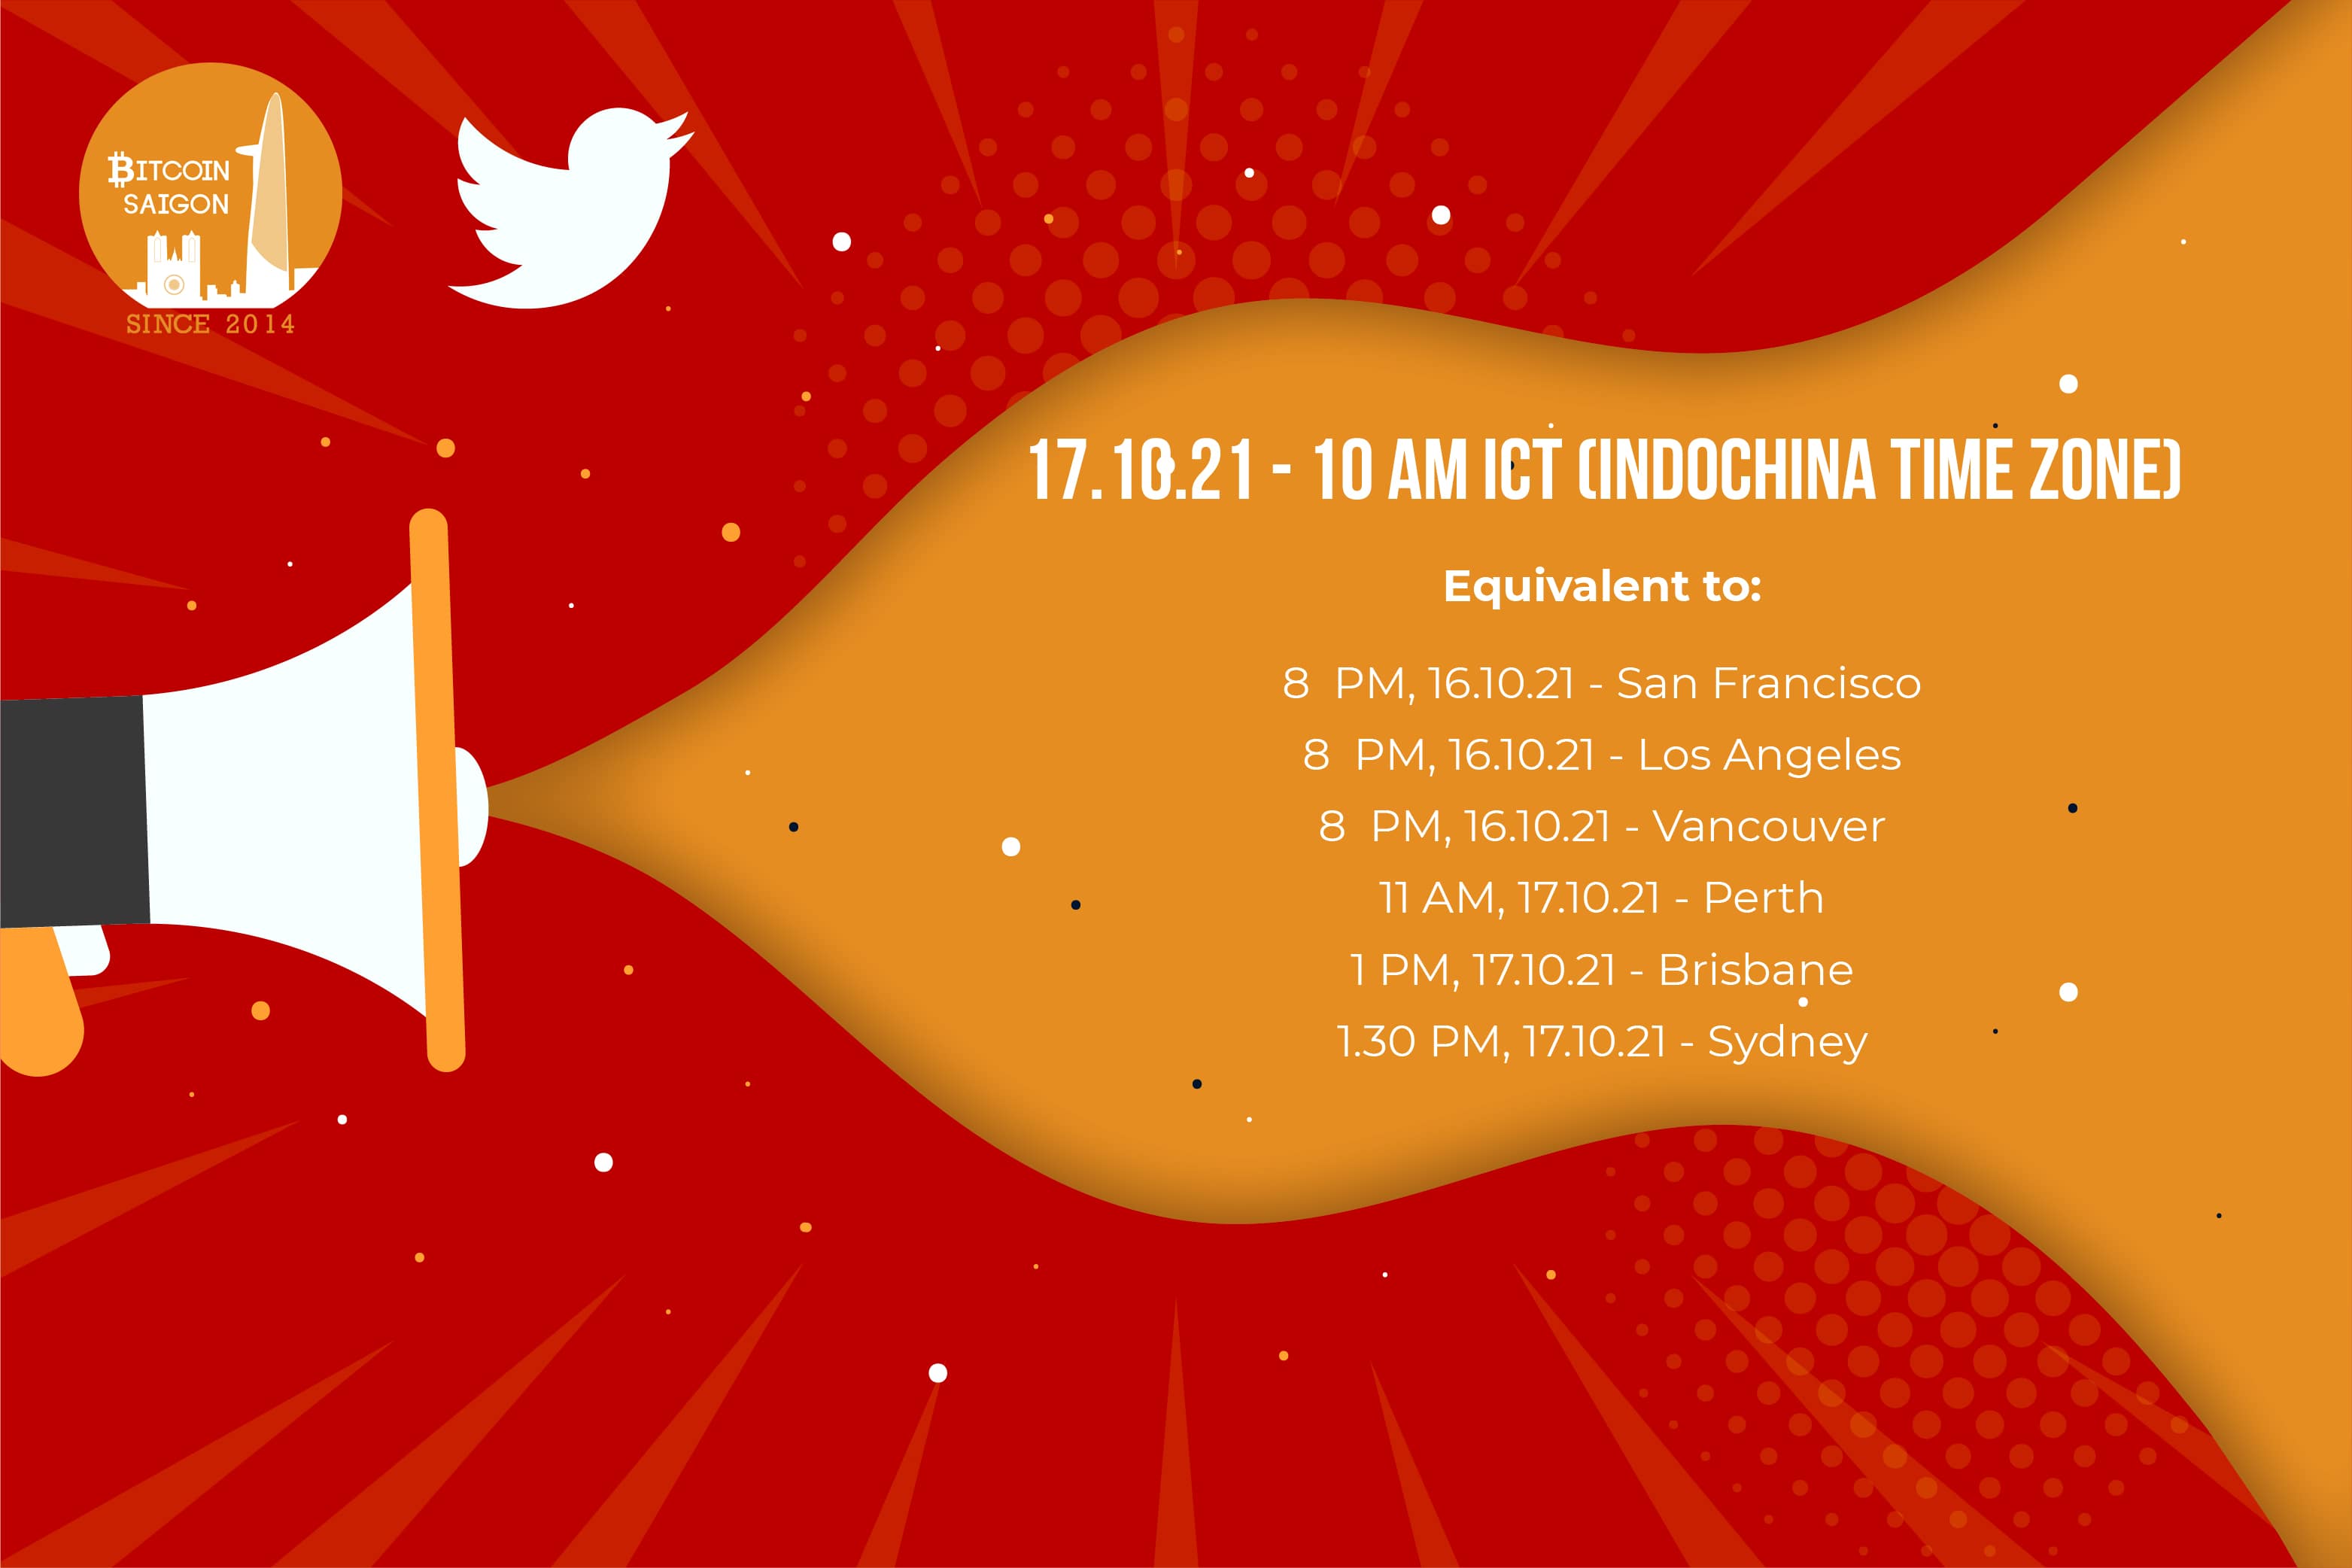 BITCOIN
SAIGON
SINCE 2014
17.10.21 - 10 AM ICT (INDOCHINA TIME ZONE)
Equivalent to:
8 PM, 16.10.21 - San Francisco
8 PM, 16.10.21 - Los Angeles
8 PM, 16.10.21 - Vancouver
11 AM, 17.10.21 - Perth
1 PM, 17.10.21 - Brisbane
1.30 PM, 17.10.21 - Sydney